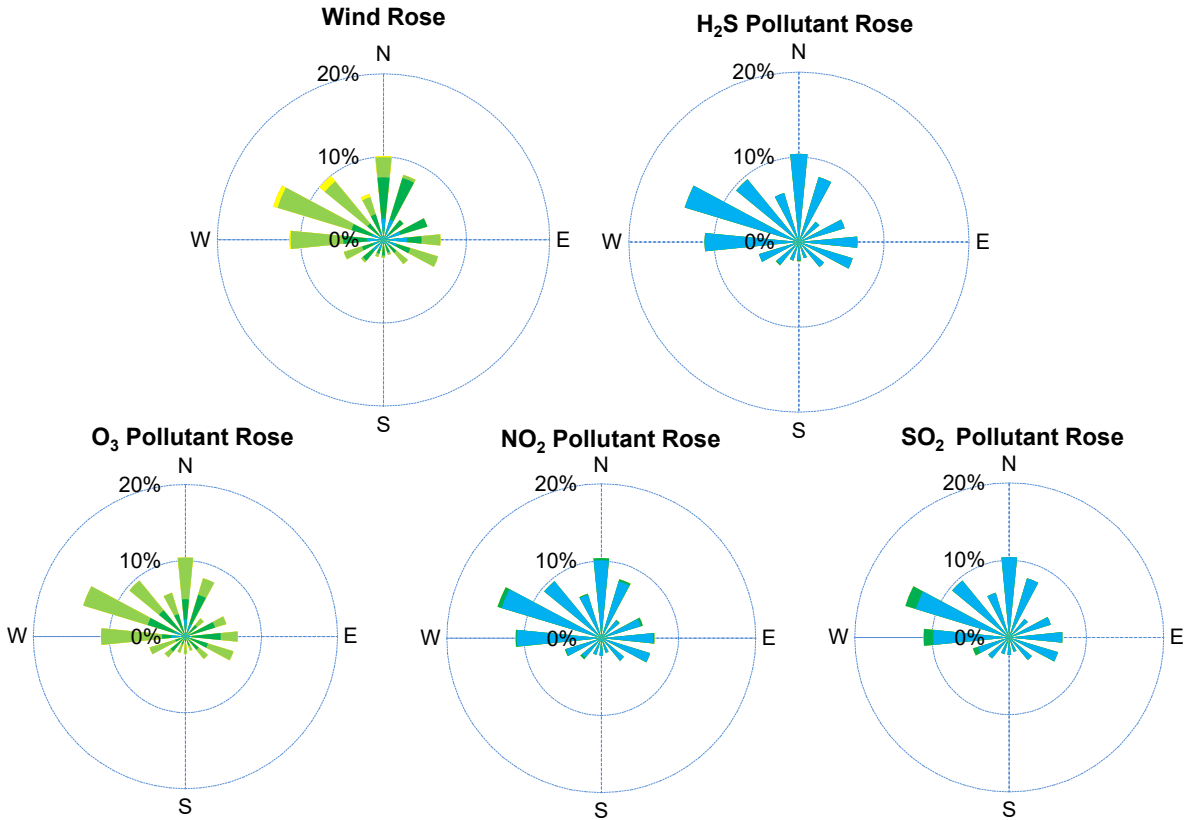 Wind Rose
N
20%
10%
W
0%
E
S
H₂S Pollutant Rose
N
20%
10%
W
0%
E
S
O₃ Pollutant Rose
N
20%
10%
W
0%
E
S
NO₂ Pollutant Rose
N
20%
10%
W
0%
E
S
SO₂ Pollutant Rose
N
20%
10%
W
0%
E
S